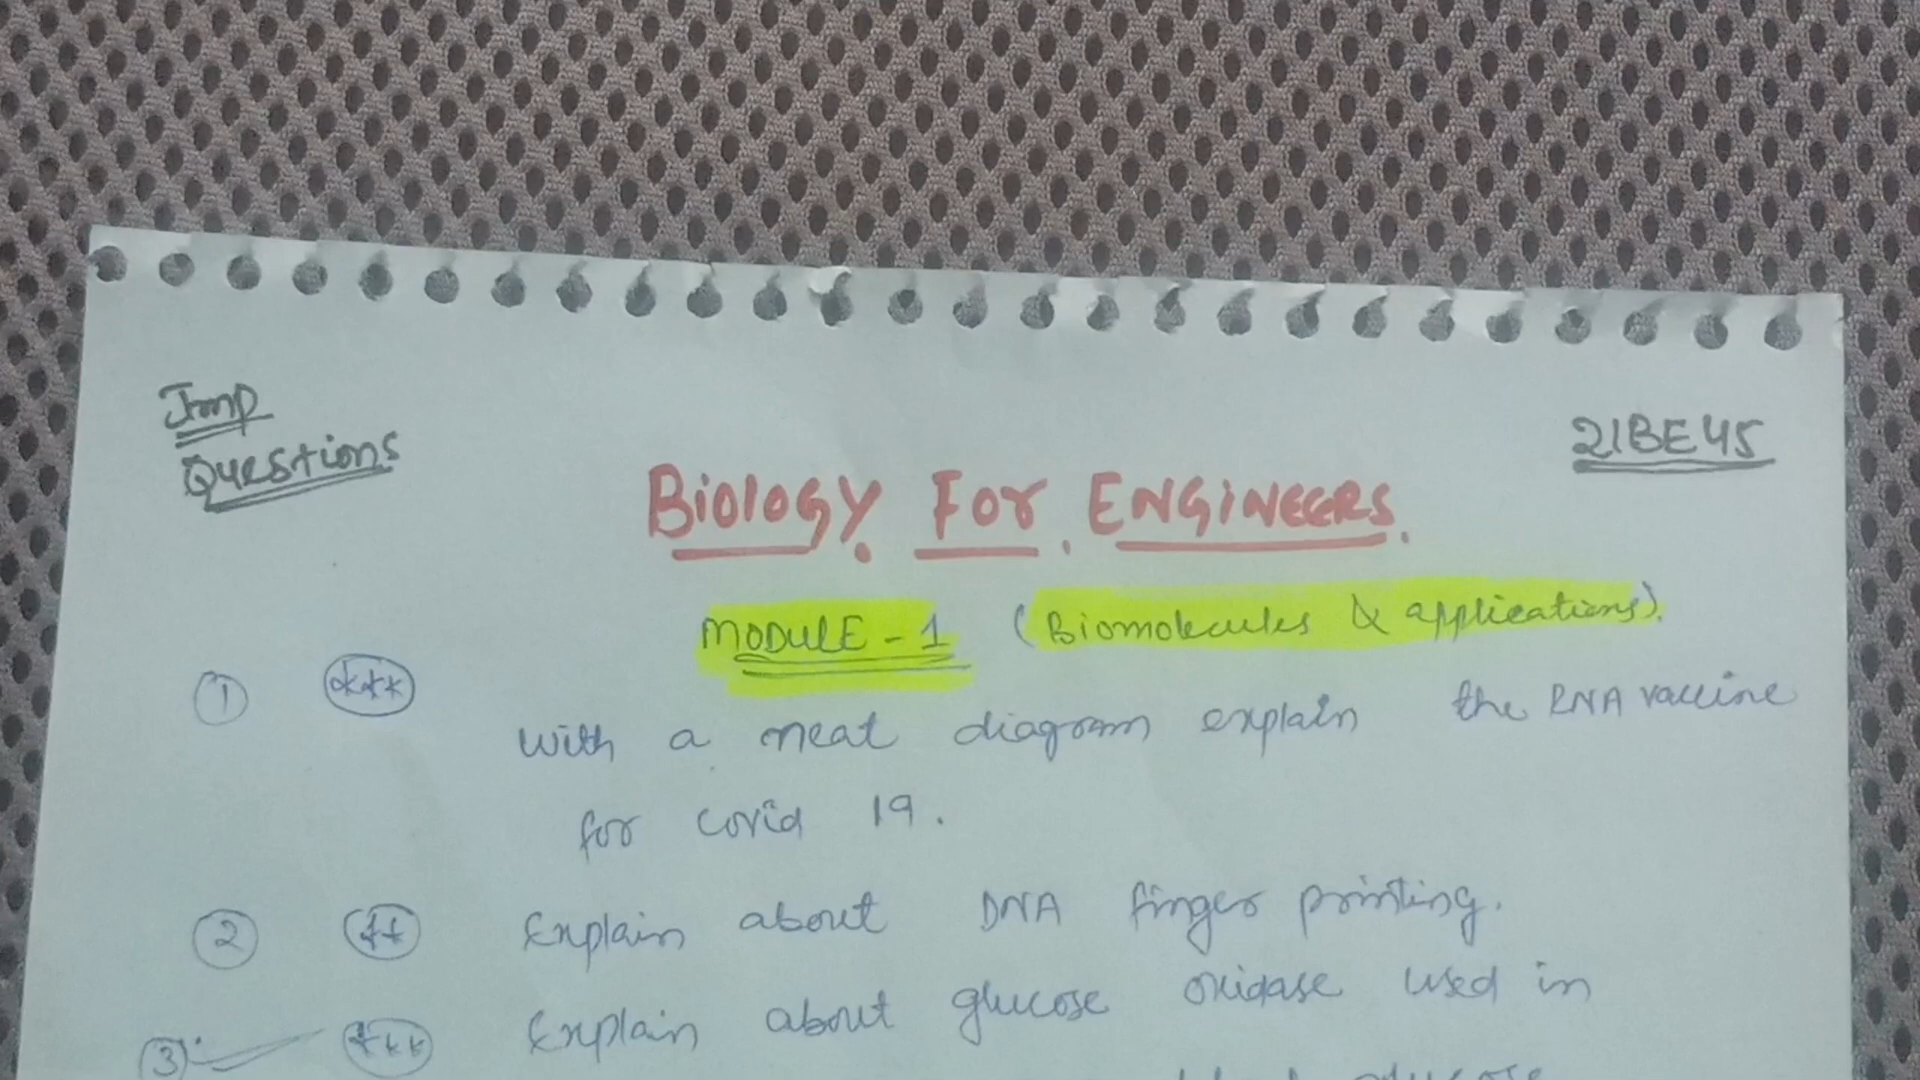 Imp
Questions
21BE45
Biology For Engineers.
MODULE - 1 (Biomolecules & applications).
1 *** with a neat diagram explain the RNA vaccine
for covid 19.
2 ** Explain about DNA finger printing.
3 *** Explain about glucose oxidase used in
glucose